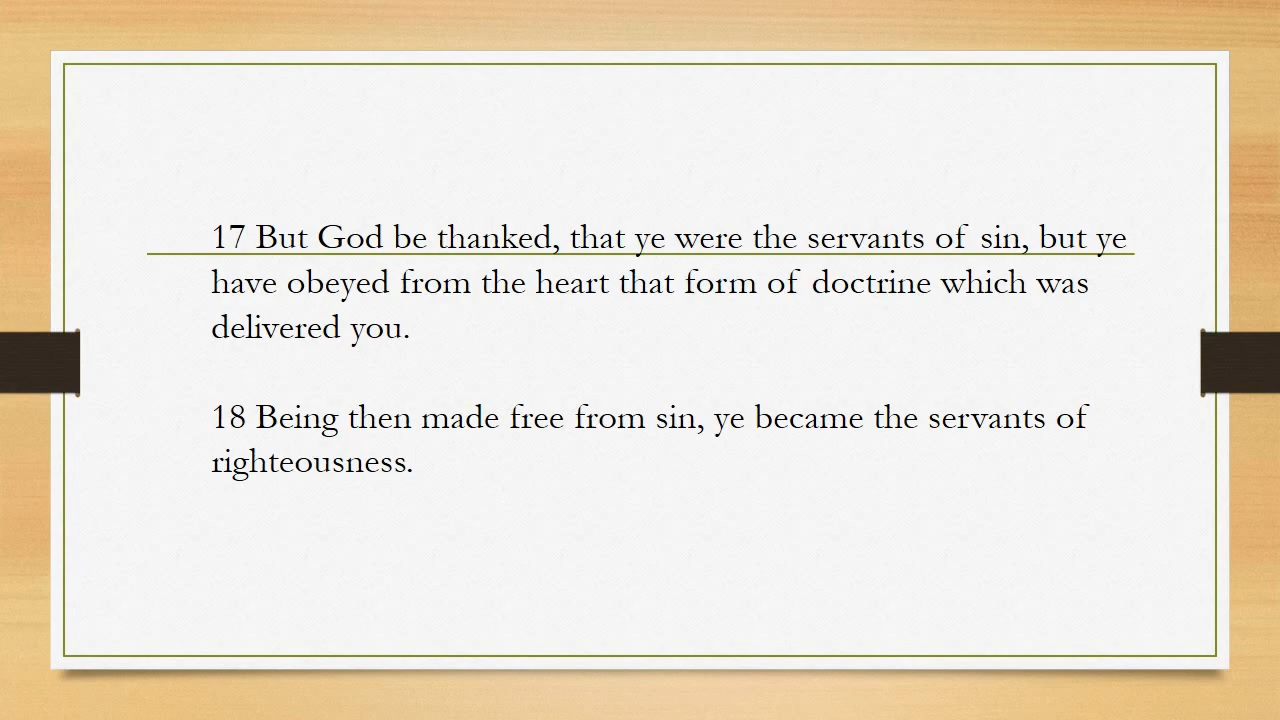 17 But God be thanked, that ye were the servants of sin, but ye
have obeyed from the heart that form of doctrine which was
delivered you.
18 Being then made free from sin, ye became the servants of
righteousness.